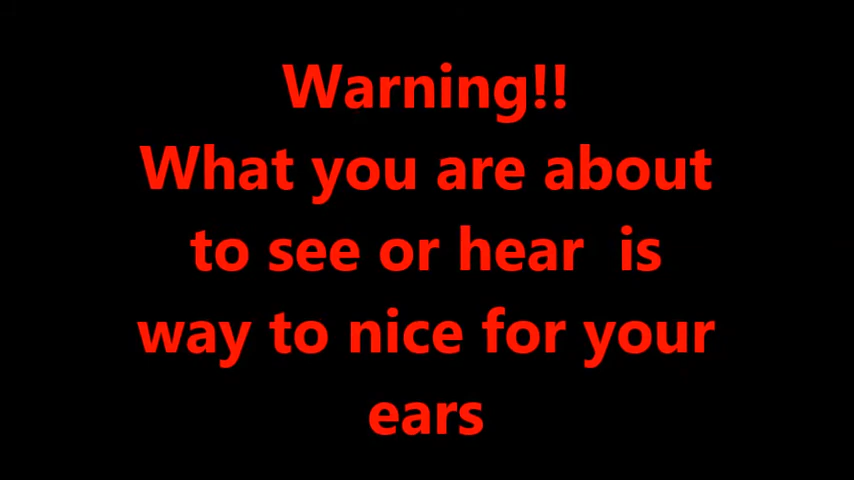 Warning!!
What you are about
to see or hear  is
way to nice for your
ears